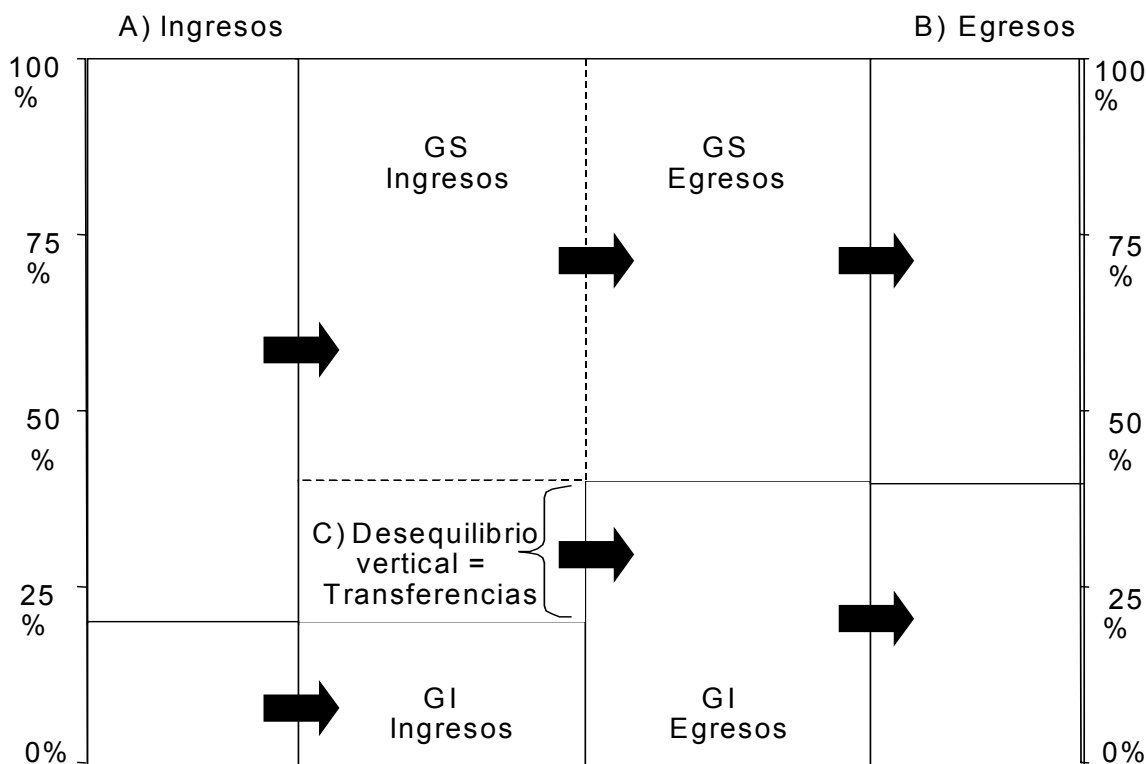 A) Ingresos
B) Egresos
100
%
100
%
GS
Ingresos
GS
Egresos
75
%
75
%
50
%
50
%
C) Desequilibrio
vertical =
Transferencias
25
%
25
%
GI
Ingresos
GI
Egresos
0%
0%